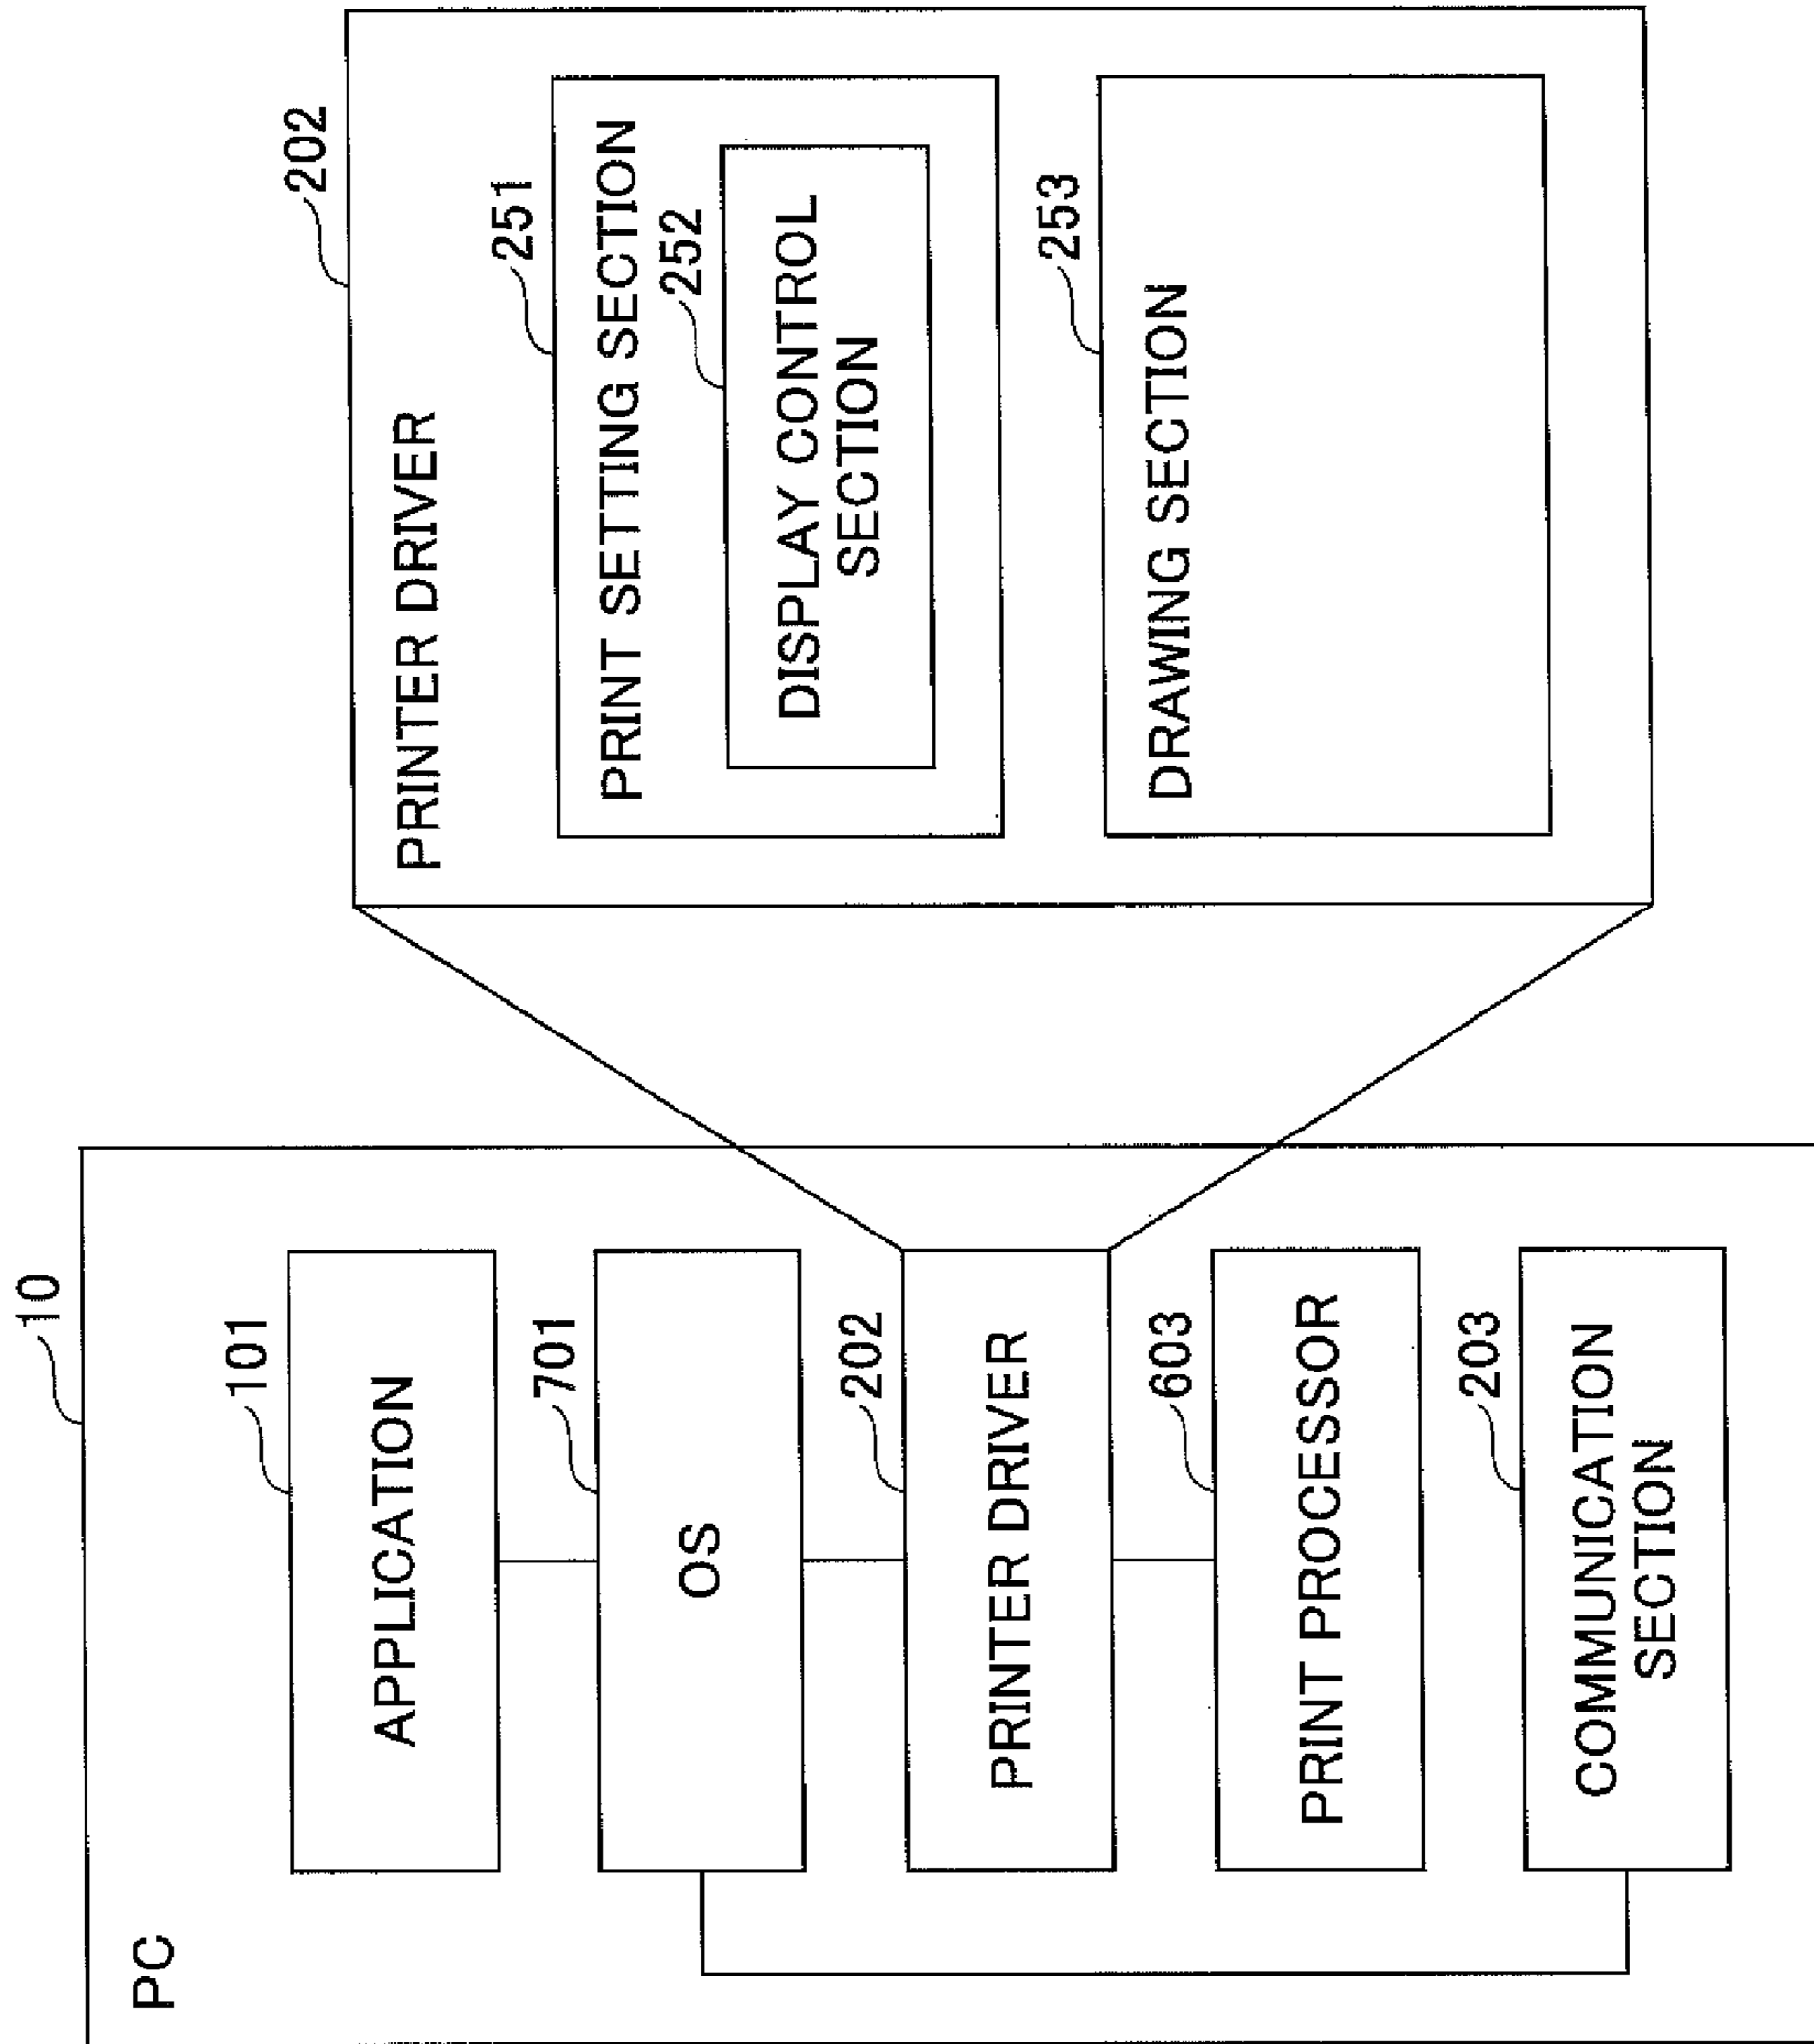 10
PC
101
APPLICATION
701
OS
202
PRINTER DRIVER
603
PRINT PROCESSOR
203
COMMUNICATION
SECTION
202
PRINTER DRIVER
251
PRINT SETTING SECTION
252
DISPLAY CONTROL
SECTION
253
DRAWING SECTION